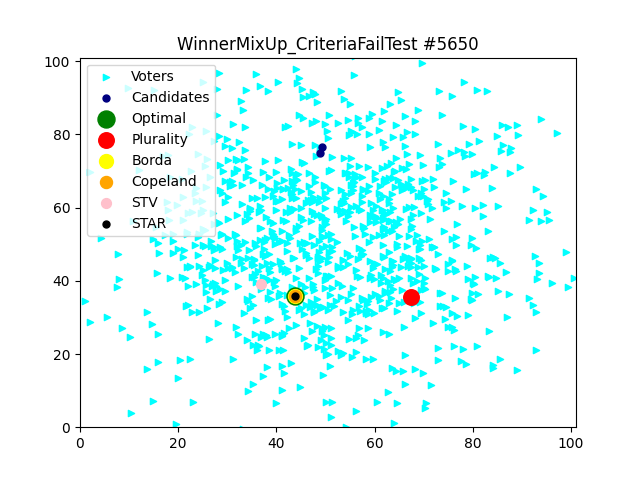 WinnerMixUp_CriteriaFailTest #5650
Voters
Candidates
Optimal
Plurality
Borda
Copeland
STV
STAR
100
80
60
40
20
0
0 20 40 60 80 100